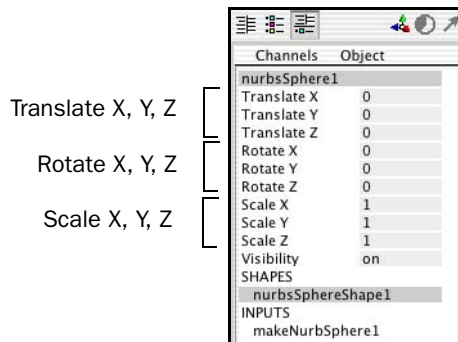 Channels Object
nurbsSphere1
Translate X, Y, Z
Translate X 0
Translate Y 0
Translate Z 0
Rotate X, Y, Z
Rotate X 0
Rotate Y 0
Rotate Z 0
Scale X, Y, Z
Scale X 1
Scale Y 1
Scale Z 1
Visibility on
SHAPES
nurbsSphereShape1
INPUTS
makeNurbSphere1